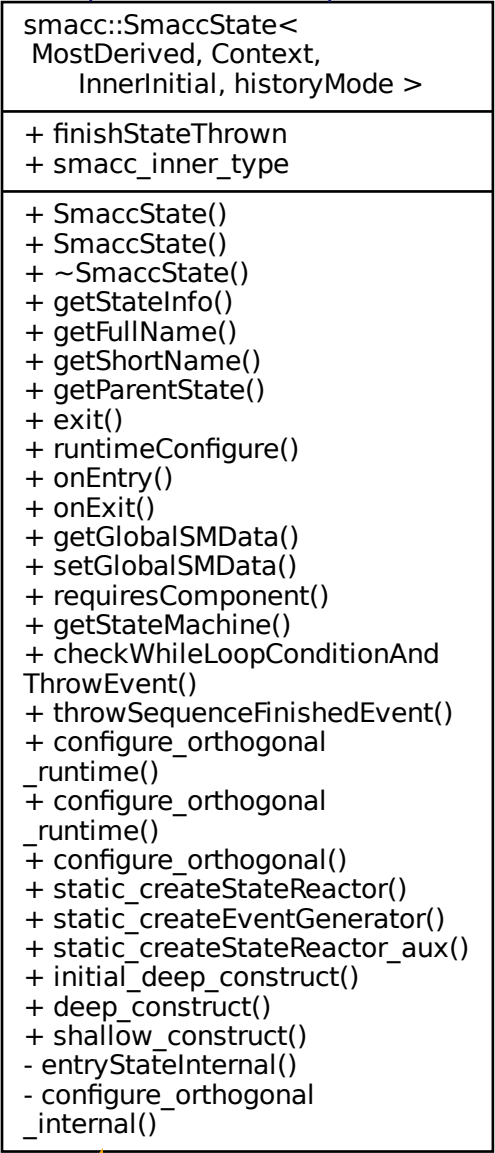 smacc::SmaccState<
MostDerived, Context,
InnerInitial, historyMode >
+ finishStateThrown
+ smacc_inner_type
+ SmaccState()
+ SmaccState()
+ ~SmaccState()
+ getStateInfo()
+ getFullName()
+ getShortName()
+ getParentState()
+ exit()
+ runtimeConfigure()
+ onEntry()
+ onExit()
+ getGlobalSMData()
+ setGlobalSMData()
+ requiresComponent()
+ getStateMachine()
+ checkWhileLoopConditionAnd
ThrowEvent()
+ throwSequenceFinishedEvent()
+ configure_orthogonal
_runtime()
+ configure_orthogonal
_runtime()
+ configure_orthogonal()
+ static_createStateReactor()
+ static_createEventGenerator()
+ static_createStateReactor_aux()
+ initial_deep_construct()
+ deep_construct()
+ shallow_construct()
- entryStateInternal()
- configure_orthogonal
_internal()